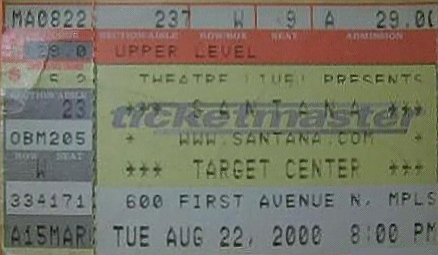 MA0822 237 W 9 A 29.00
SECTION/AISLE ROW/BOX SEAT ADMISSION
29.0 UPPER LEVEL
THEATRE LIVE! PRESENTS
SECTION/AISLE
23 *** SANTANA ***
ticketmaster
OBM205 * WWW.SANTANA.COM *
ROW SEAT
W *** TARGET CENTER ***
334171 600 FIRST AVENUE N, MPLS
A15MAR TUE AUG 22, 2000 8:00 PM